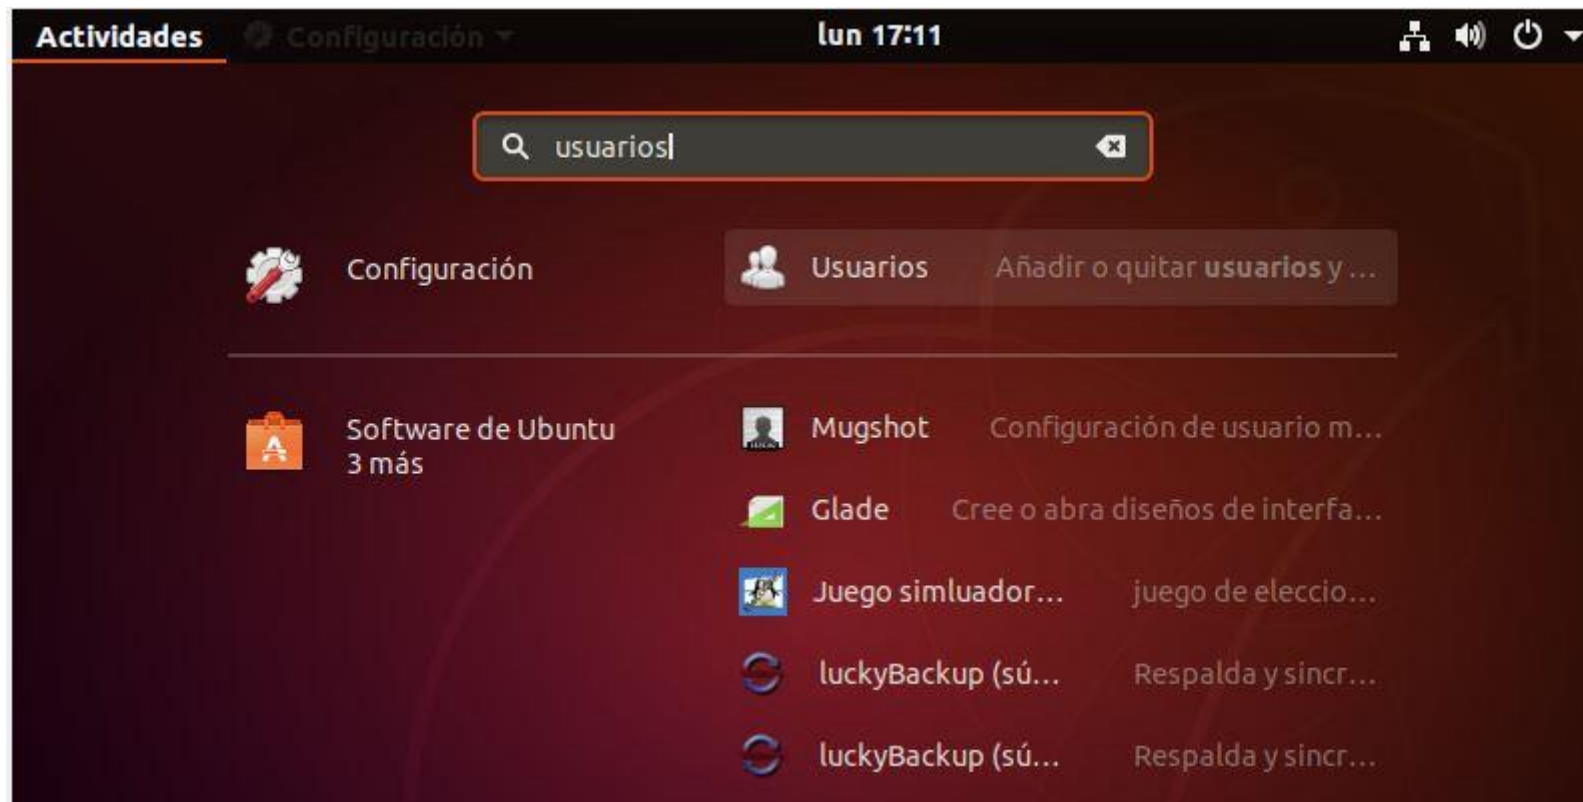 Actividades Configuración lun 17:11
usuarios
Configuración
Usuarios Añadir o quitar usuarios y ...
Software de Ubuntu
3 más
Mugshot Configuración de usuario m...
Glade Cree o abra diseños de interfa...
Juego simluador... juego de eleccio...
luckyBackup (sú... Respalda y sincr...
luckyBackup (sú... Respalda y sincr...